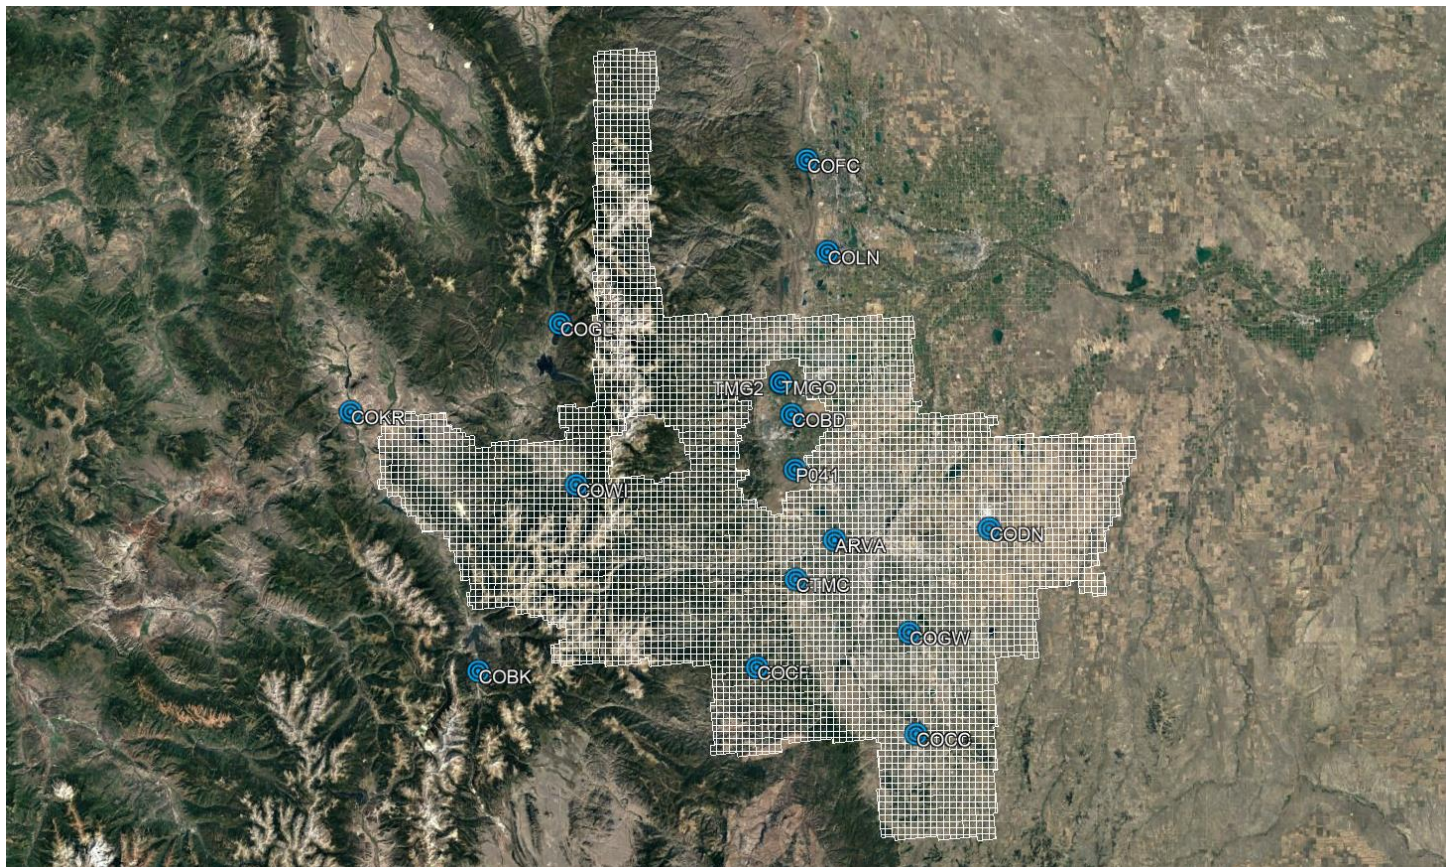 COFC
COLN
COGL
TMG2
TMGO
COKR
COBD
P041
COWI
CODN
ARVA
CTMC
COGW
COBK
COCF
COCC